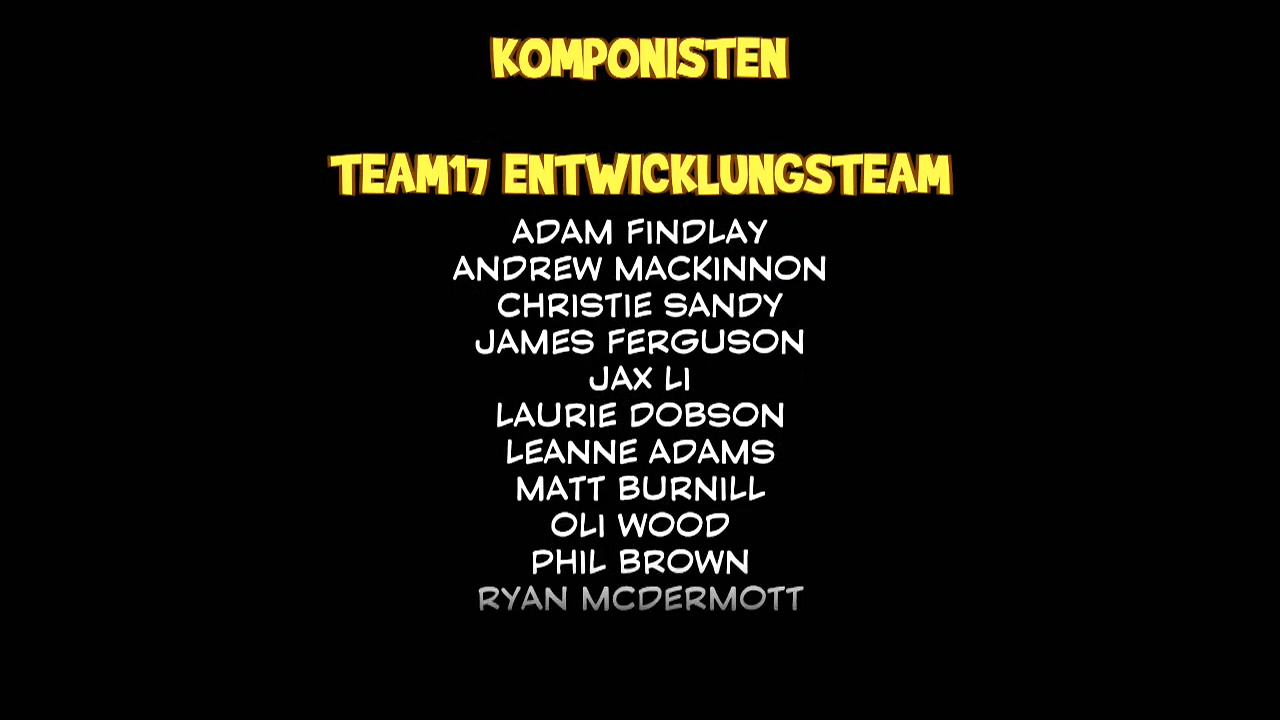 KOMPONISTEN
TEAM17 ENTWICKLUNGSTEAM
ADAM FINDLAY
ANDREW MACKINNON
CHRISTIE SANDY
JAMES FERGUSON
JAX LI
LAURIE DOBSON
LEANNE ADAMS
MATT BURNILL
OLI WOOD
PHIL BROWN
RYAN MCDERMOTT